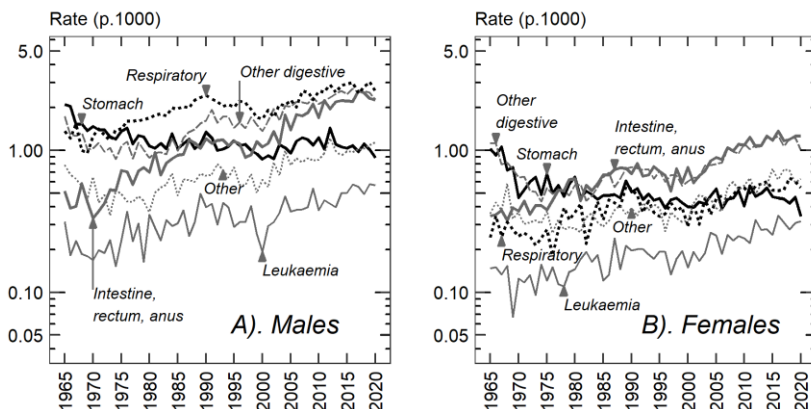 Rate (p.1000)
5.0
1.00
0.10
0.05
Respiratory
Other digestive
Stomach
Other
Leukaemia
Intestine,
rectum, anus
A). Males
1965
1970
1975
1980
1985
1990
1995
2000
2005
2010
2015
2020
Rate (p.1000)
5.0
1.00
0.10
0.05
Other
digestive
Stomach
Intestine,
rectum, anus
Other
Respiratory
Leukaemia
B). Females
1965
1970
1975
1980
1985
1990
1995
2000
2005
2010
2015
2020